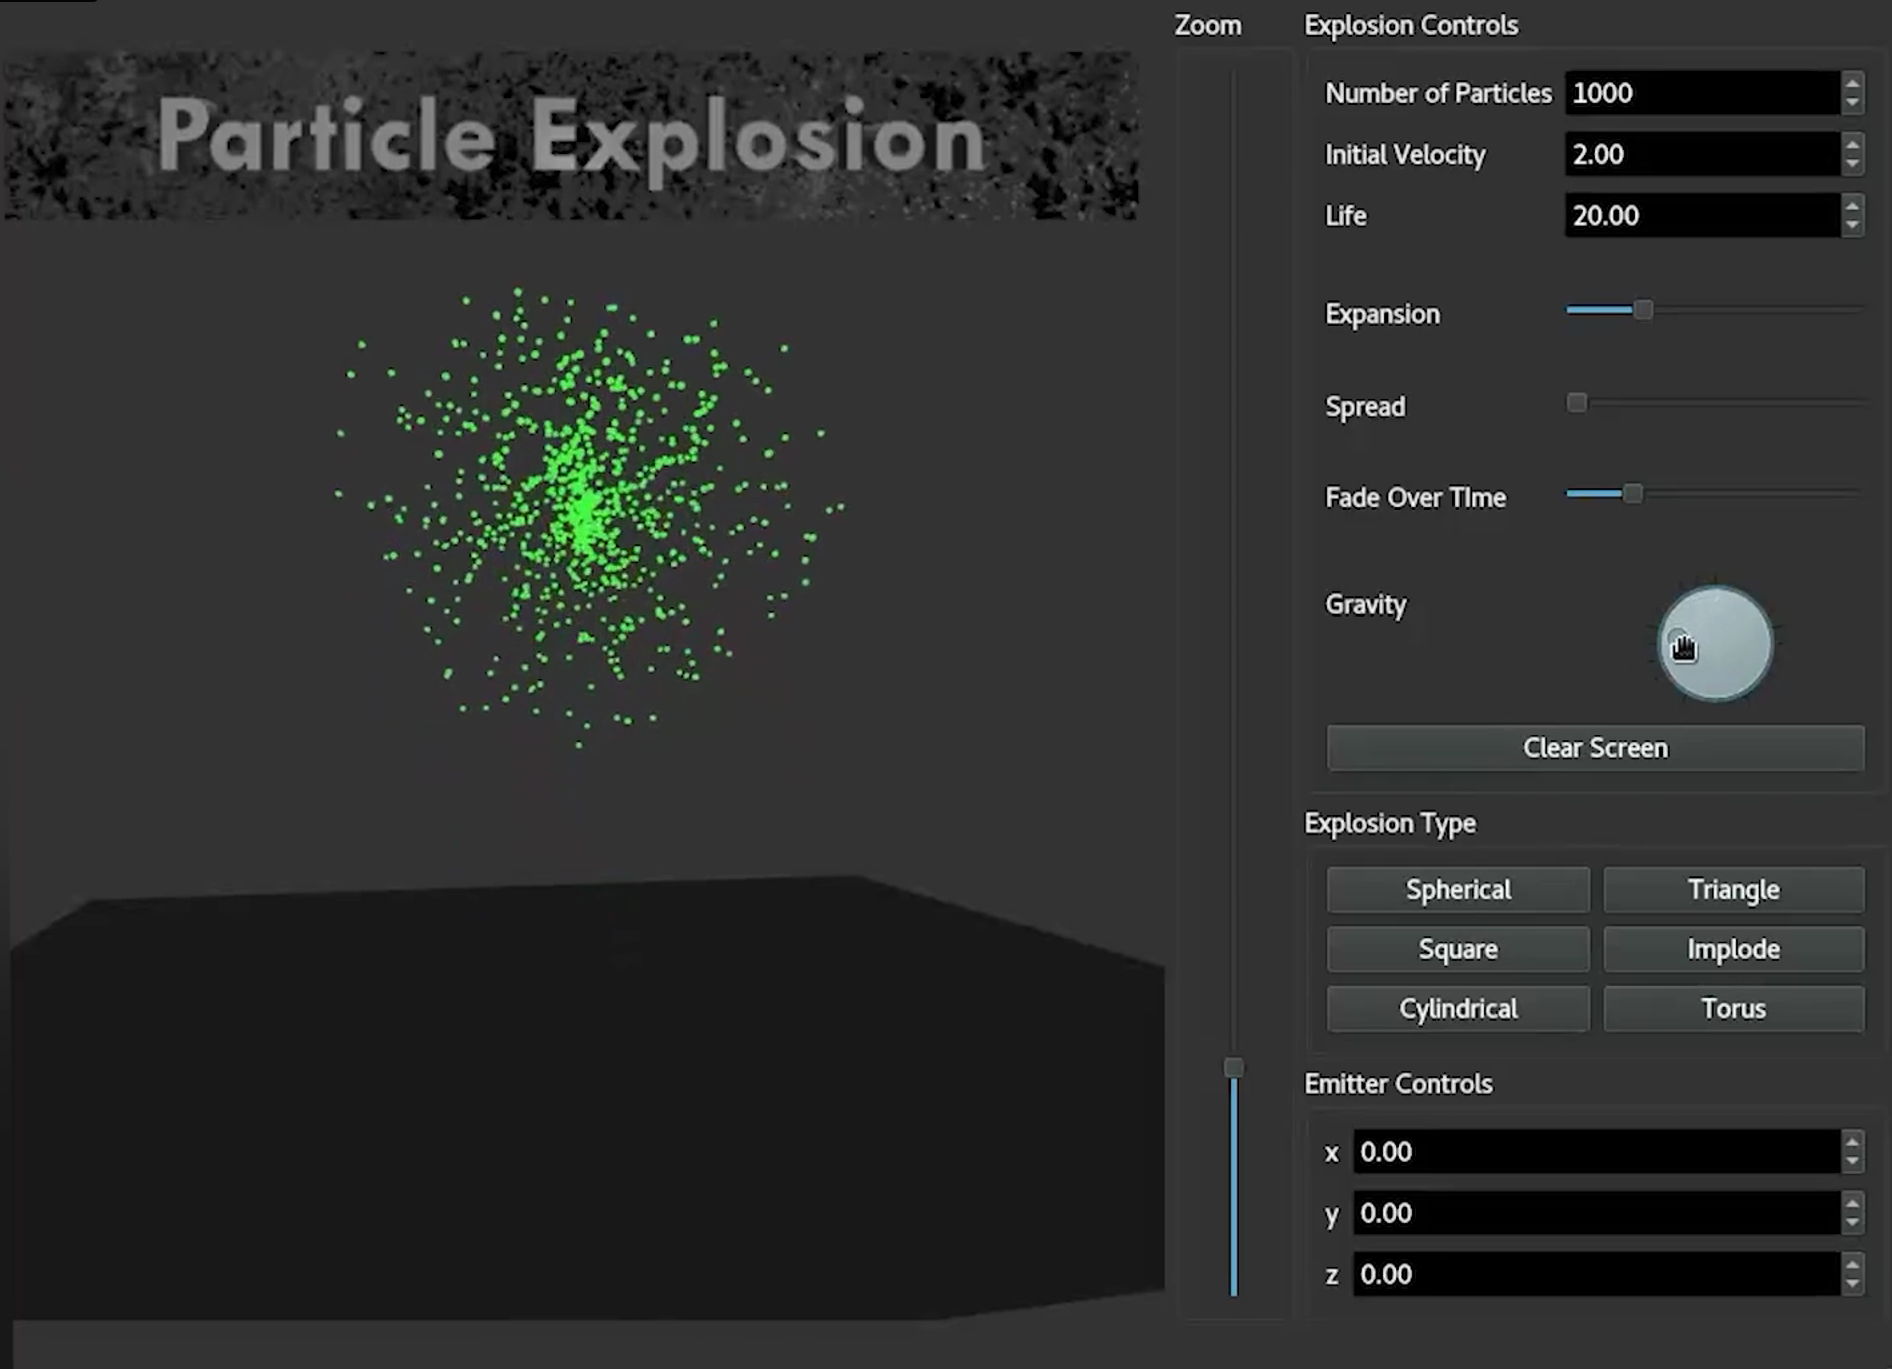 Particle Explosion
Zoom
Explosion Controls
Number of Particles 1000
Initial Velocity 2.00
Life 20.00
Expansion
Spread
Fade Over TIme
Gravity
Clear Screen
Explosion Type
Spherical Triangle
Square Implode
Cylindrical Torus
Emitter Controls
x 0.00
y 0.00
z 0.00